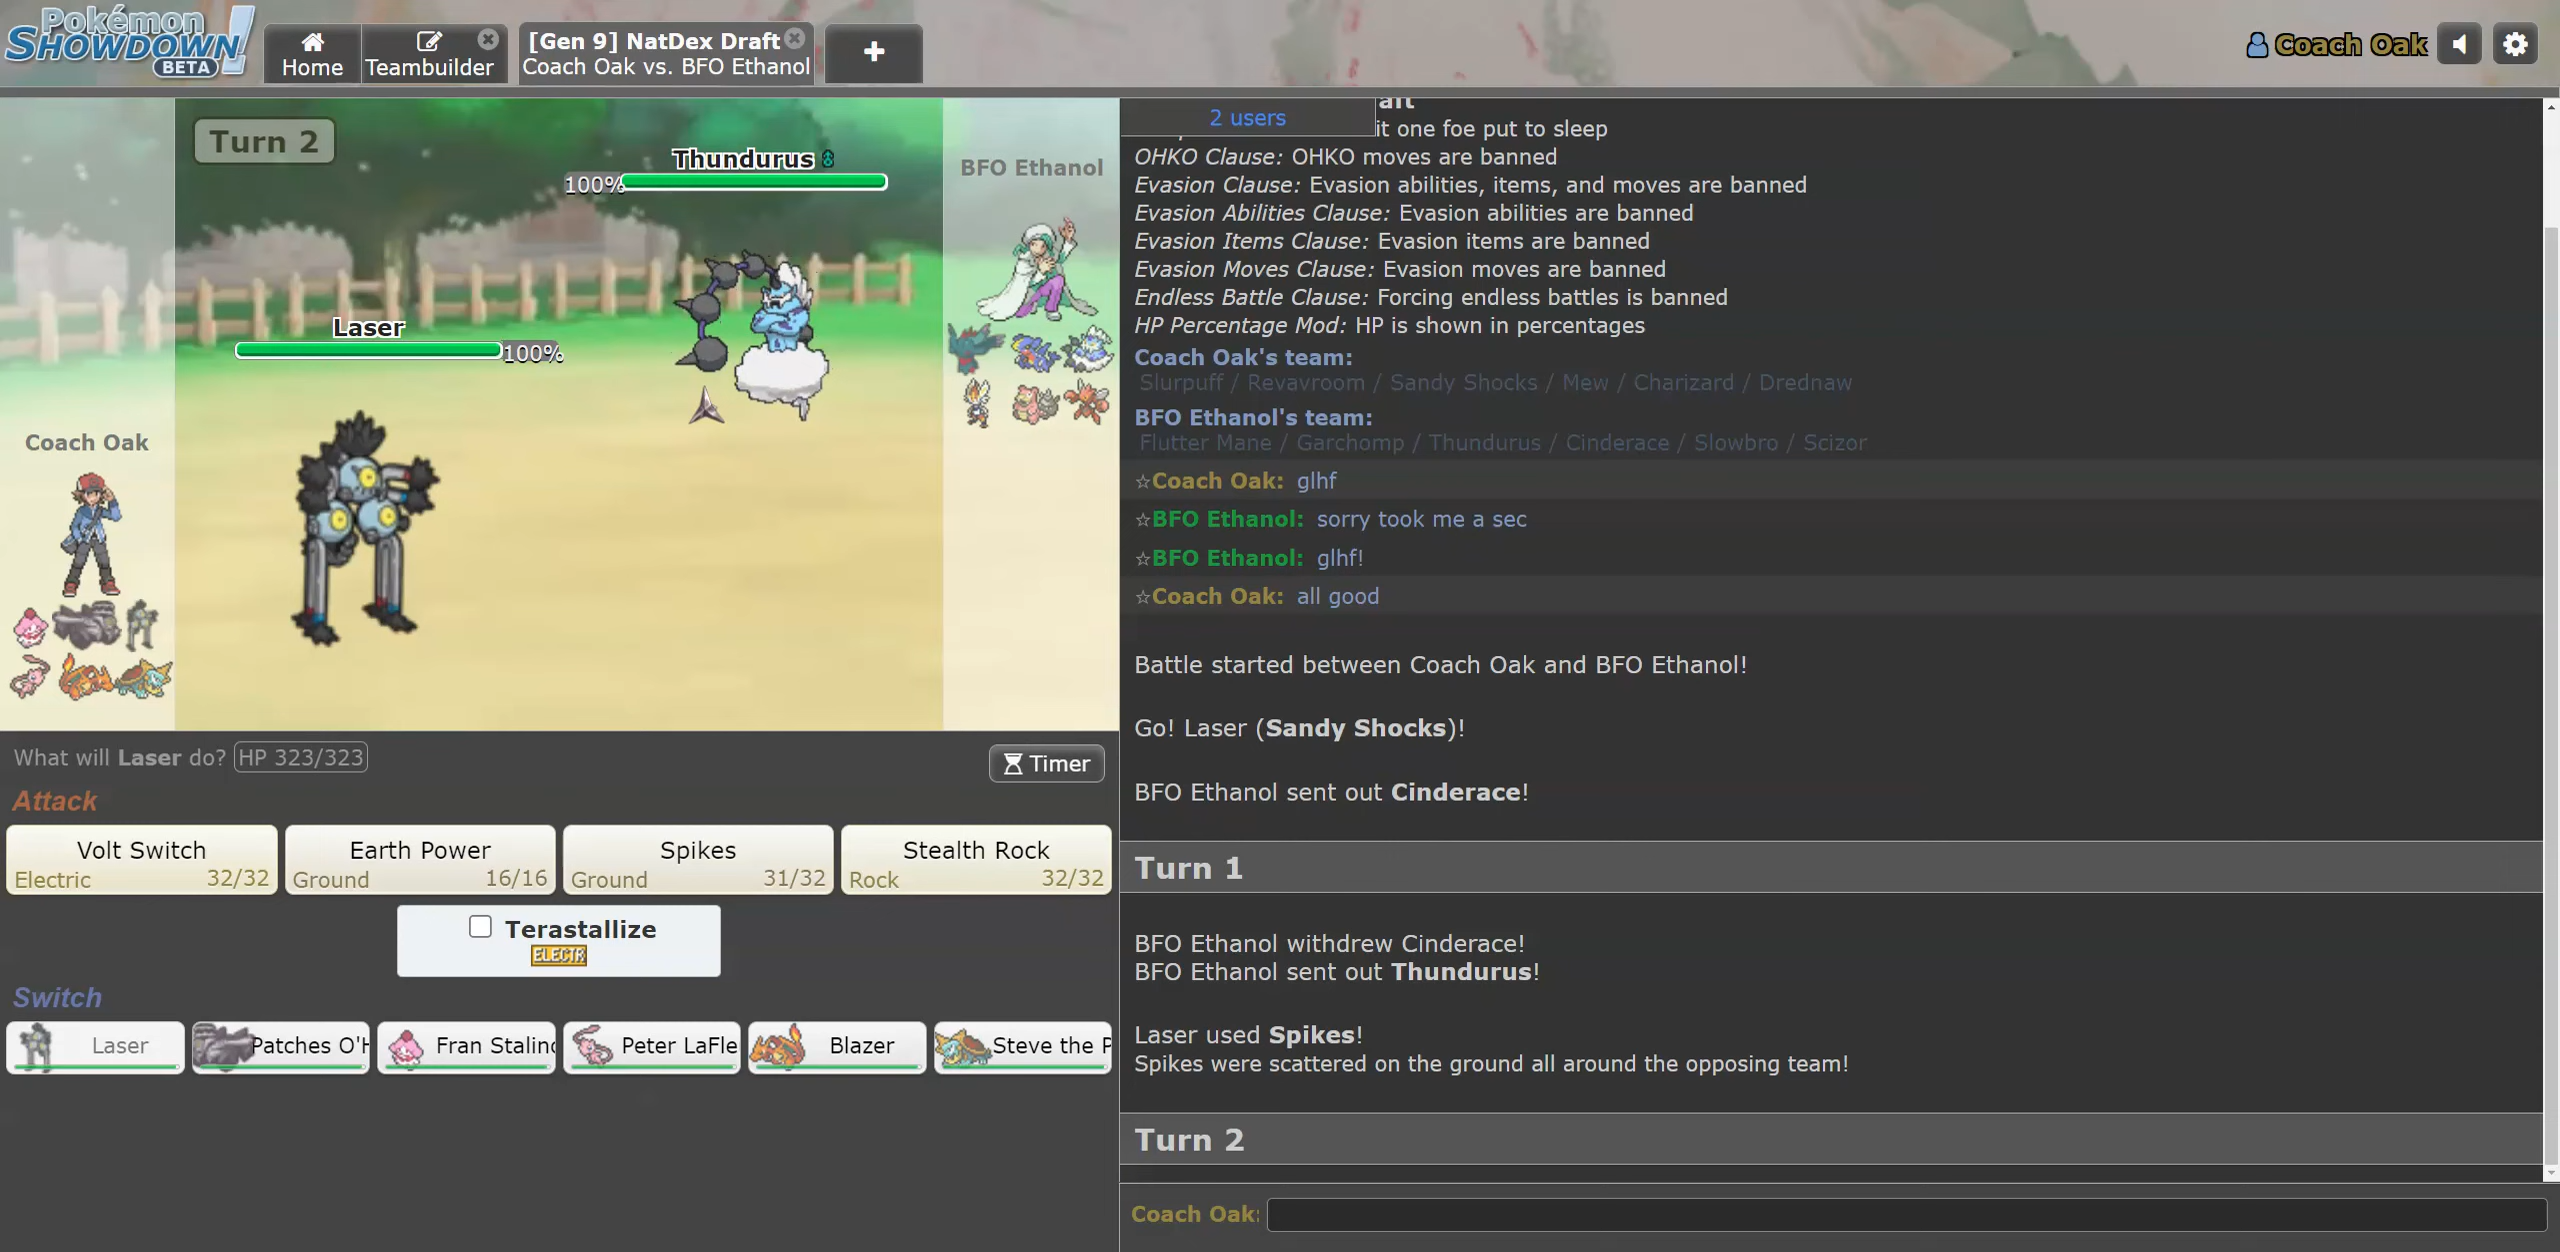 Pokémon
SHOWDOWN!
BETA
Home
Teambuilder
[Gen 9] NatDex Draft
Coach Oak vs. BFO Ethanol
Coach Oak
Turn 2
Thundurus
100%
BFO Ethanol
Laser
100%
Coach Oak
What will Laser do? HP 323/323
Timer
Attack
Volt Switch
Electric 32/32
Earth Power
Ground 16/16
Spikes
Ground 31/32
Stealth Rock
Rock 32/32
Terastallize
ELECTR
Switch
Laser
Patches O'H
Fran Stalin
Peter LaFle
Blazer
Steve the P
2 users
it one foe put to sleep
OHKO Clause: OHKO moves are banned
Evasion Clause: Evasion abilities, items, and moves are banned
Evasion Abilities Clause: Evasion abilities are banned
Evasion Items Clause: Evasion items are banned
Evasion Moves Clause: Evasion moves are banned
Endless Battle Clause: Forcing endless battles is banned
HP Percentage Mod: HP is shown in percentages
Coach Oak's team:
Slurpuff / Revavroom / Sandy Shocks / Mew / Charizard / Drednaw
BFO Ethanol's team:
Flutter Mane / Garchomp / Thundurus / Cinderace / Slowbro / Scizor
☆Coach Oak: glhf
☆BFO Ethanol: sorry took me a sec
☆BFO Ethanol: glhf!
☆Coach Oak: all good
Battle started between Coach Oak and BFO Ethanol!
Go! Laser (Sandy Shocks)!
BFO Ethanol sent out Cinderace!
Turn 1
BFO Ethanol withdrew Cinderace!
BFO Ethanol sent out Thundurus!
Laser used Spikes!
Spikes were scattered on the ground all around the opposing team!
Turn 2
Coach Oak: